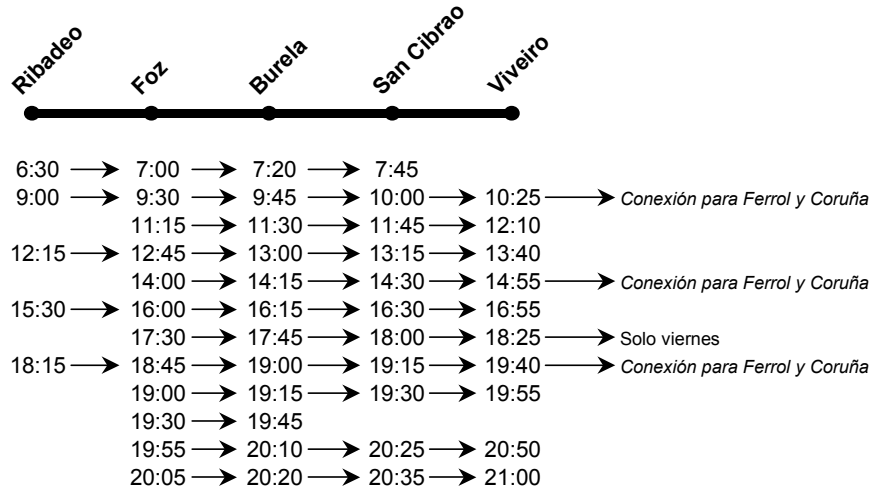 Ribadeo Foz Burela San Cibrao Viveiro
6:30 7:00 7:20 7:45
9:00 9:30 9:45 10:00 10:25 Conexión para Ferrol y Coruña
11:15 11:30 11:45 12:10
12:15 12:45 13:00 13:15 13:40
14:00 14:15 14:30 14:55 Conexión para Ferrol y Coruña
15:30 16:00 16:15 16:30 16:55
17:30 17:45 18:00 18:25 Solo viernes
18:15 18:45 19:00 19:15 19:40 Conexión para Ferrol y Coruña
19:00 19:15 19:30 19:55
19:30 19:45
19:55 20:10 20:25 20:50
20:05 20:20 20:35 21:00